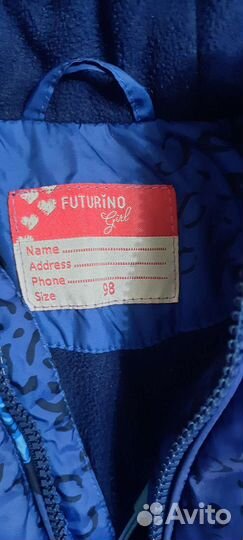 FUTURiNO
Girl
Name
Address
Phone
Size 98
Avito